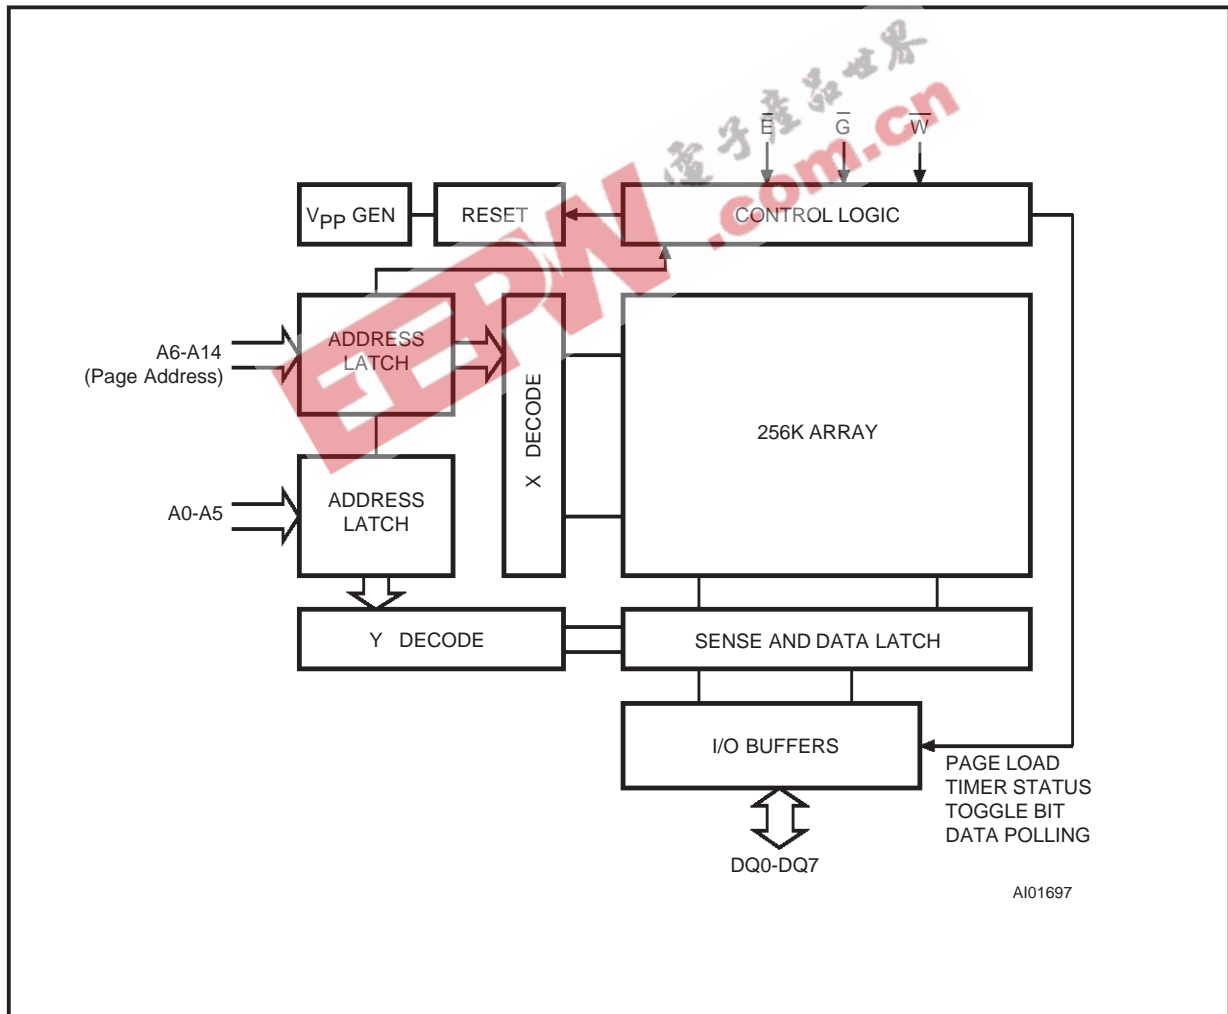 電子產品世界
EEPW
.com.cn
E G W
VPP GEN
RESET
CONTROL LOGIC
A6-A14
(Page Address)
ADDRESS
LATCH
X DECODE
256K ARRAY
A0-A5
ADDRESS
LATCH
Y DECODE
SENSE AND DATA LATCH
I/O BUFFERS
PAGE LOAD
TIMER STATUS
TOGGLE BIT
DATA POLLING
DQ0-DQ7
AI01697